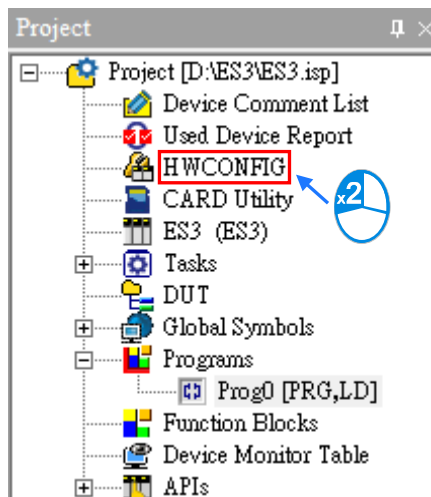 Project
Project [D:\ES3\ES3.isp]
Device Comment List
Used Device Report
HWCONFIG
x2
CARD Utility
ES3 (ES3)
Tasks
DUT
Global Symbols
Programs
Prog0 [PRG,LD]
Function Blocks
Device Monitor Table
APIs